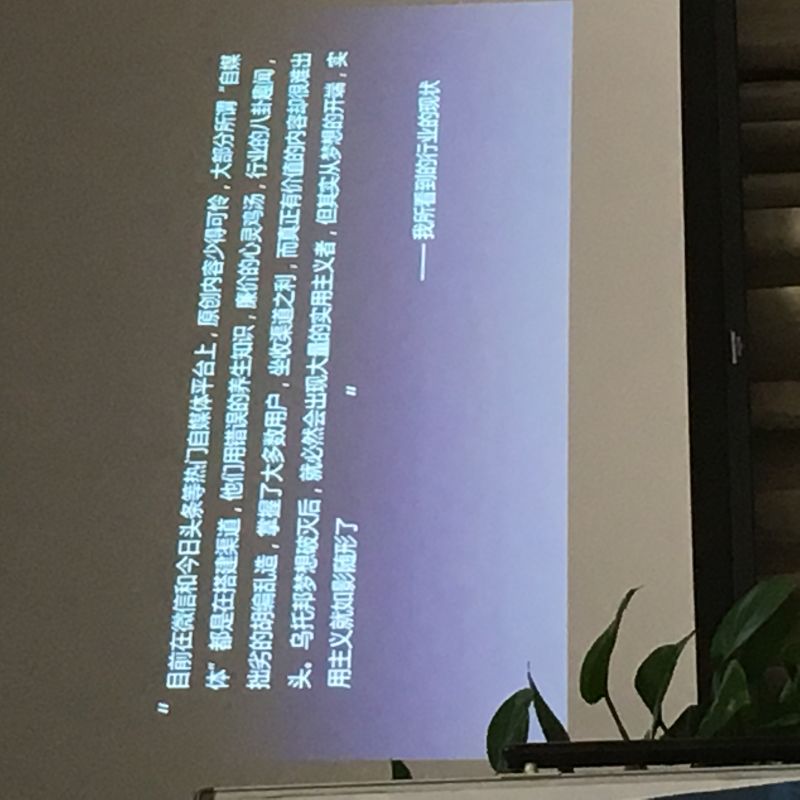 " 目前在微信和今日头条等热门自媒体平台上，原创内容少得可怜，大部分所谓“自媒
体”都是在搭建渠道，他们用错误的养生知识，廉价的心灵鸡汤，行业的八卦趣闻，
拙劣的胡编乱造，掌握了大多数用户，坐收渠道之利，而真正有价值的内容却很难出
头。乌托邦梦想破灭后，就必然会出现大量的实用主义者，但其实从梦想的开端，实
用主义就如影随形了 "
—— 我所看到的行业的现状